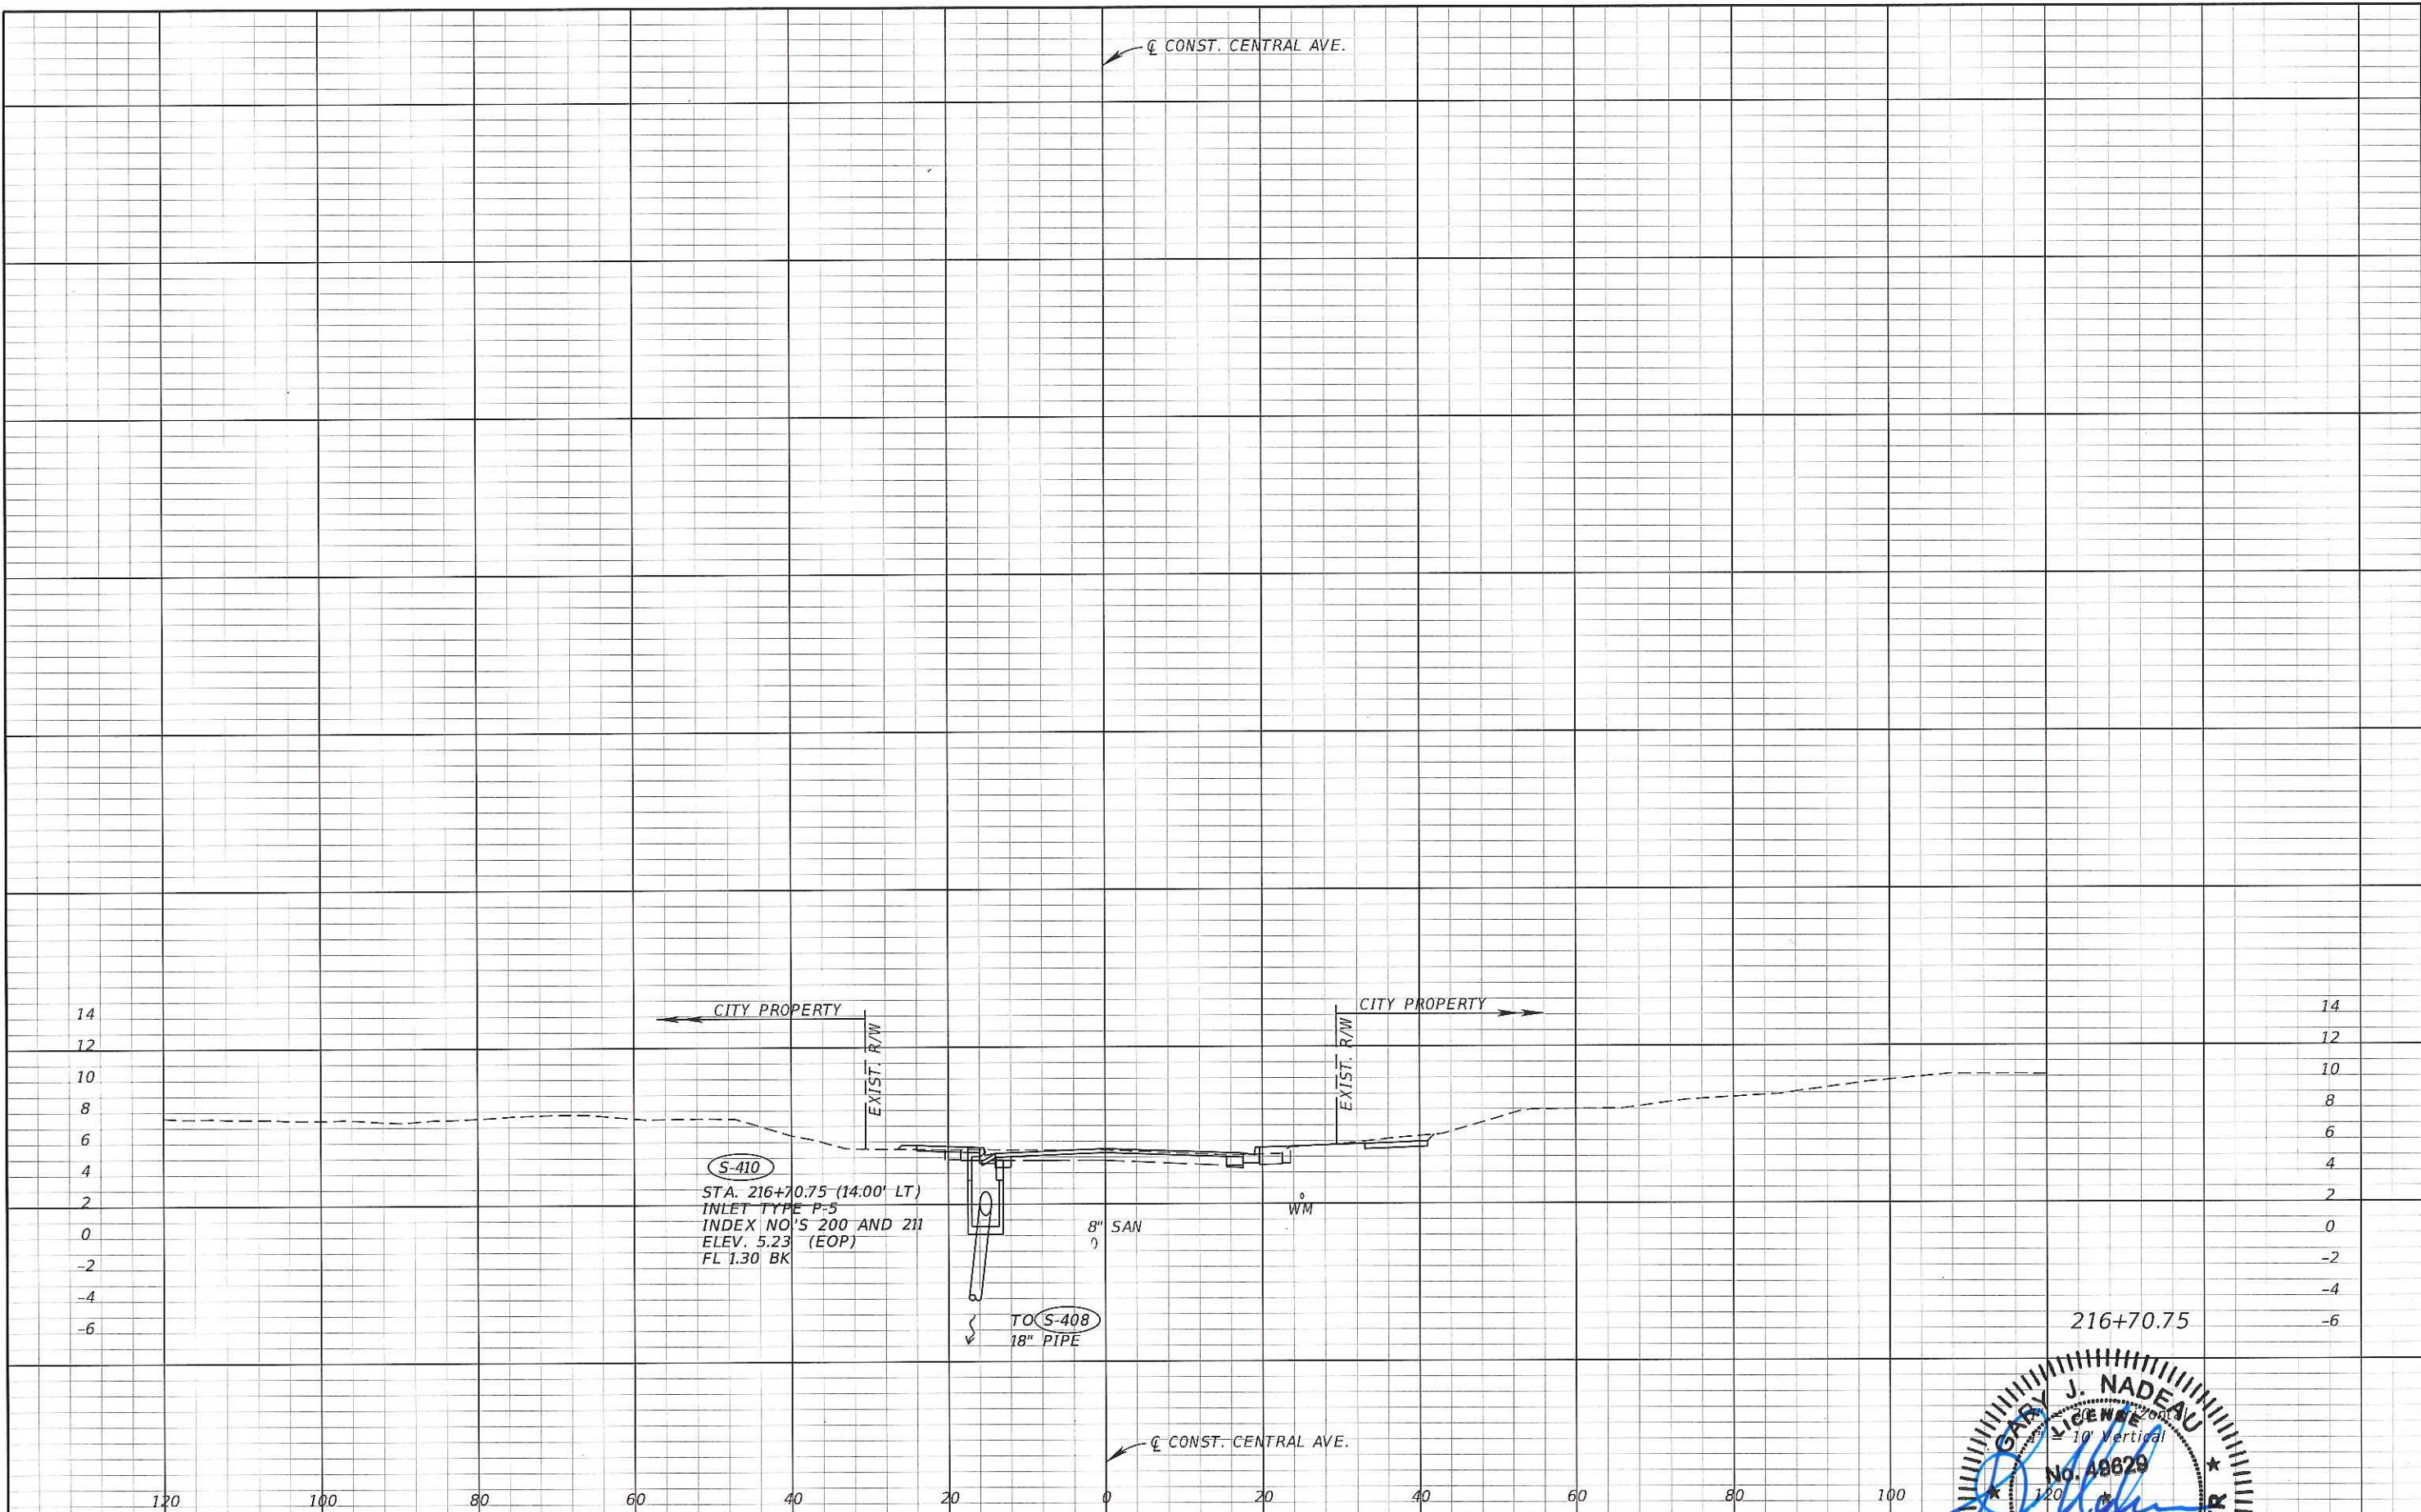 ℄ CONST. CENTRAL AVE.
14
12
10
8
6
4
2
0
-2
-4
-6
CITY PROPERTY
EXIST. R/W
CITY PROPERTY
EXIST. R/W
S-410
STA. 216+70.75 (14.00' LT)
INLET TYPE P-5
INDEX NO.'S 200 AND 211
ELEV. 5.23 (EOP)
FL 1.30 BK
8" SAN
WM
TO S-408
18" PIPE
14
12
10
8
6
4
2
0
-2
-4
-6
216+70.75
GARY J. NADEAU
LICENSE
Horizontal
= 10' Vertical
No. 49629
℄ CONST. CENTRAL AVE.
120
100
80
60
40
20
0
20
40
60
80
100
120